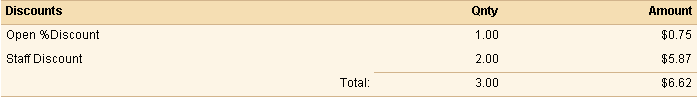 Discounts Qnty Amount
Open %Discount 1.00 $0.75
Staff Discount 2.00 $5.87
Total: 3.00 $6.62